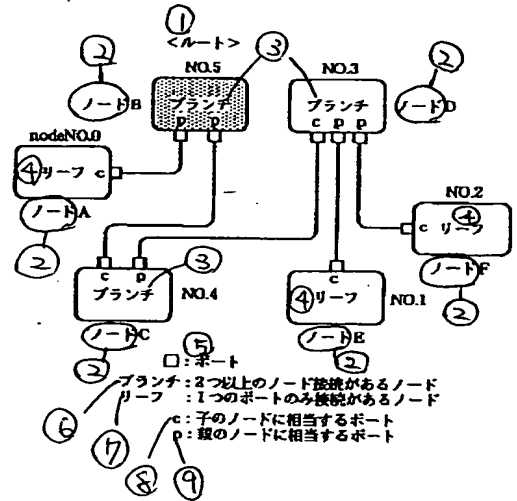 ①
<ルート>
② ③ ②
NO.5 NO.3
ノードB ブランチ ブランチ ノードD
p p c p p
nodeNO.0
④リーフ c
NO.2
④
c リーフ
ノードA
②
③
c p
ブランチ
NO.4
c
④リーフ
NO.1
ノードF
②
ノードC
②
ノードE
②
⑤
□:ポート
ブランチ:2つ以上のノード接続があるノード
リーフ :1つのポートのみ接続があるノード
c:子のノードに相当するポート
p:親のノードに相当するポート
⑥ ⑦ ⑧ ⑨